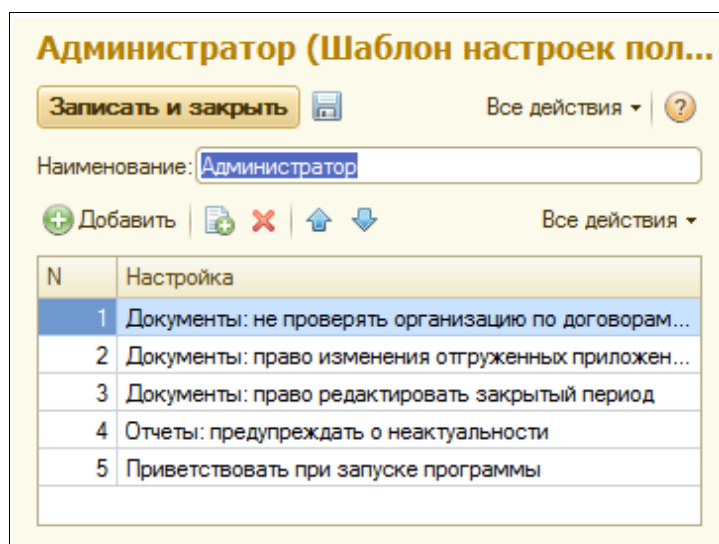 Администратор (Шаблон настроек пол...
Записать и закрыть Все действия ?
Наименование: Администратор
Добавить Все действия
N Настройка
1 Документы: не проверять организацию по договорам...
2 Документы: право изменения отгруженных приложен...
3 Документы: право редактировать закрытый период
4 Отчеты: предупреждать о неактуальности
5 Приветствовать при запуске программы